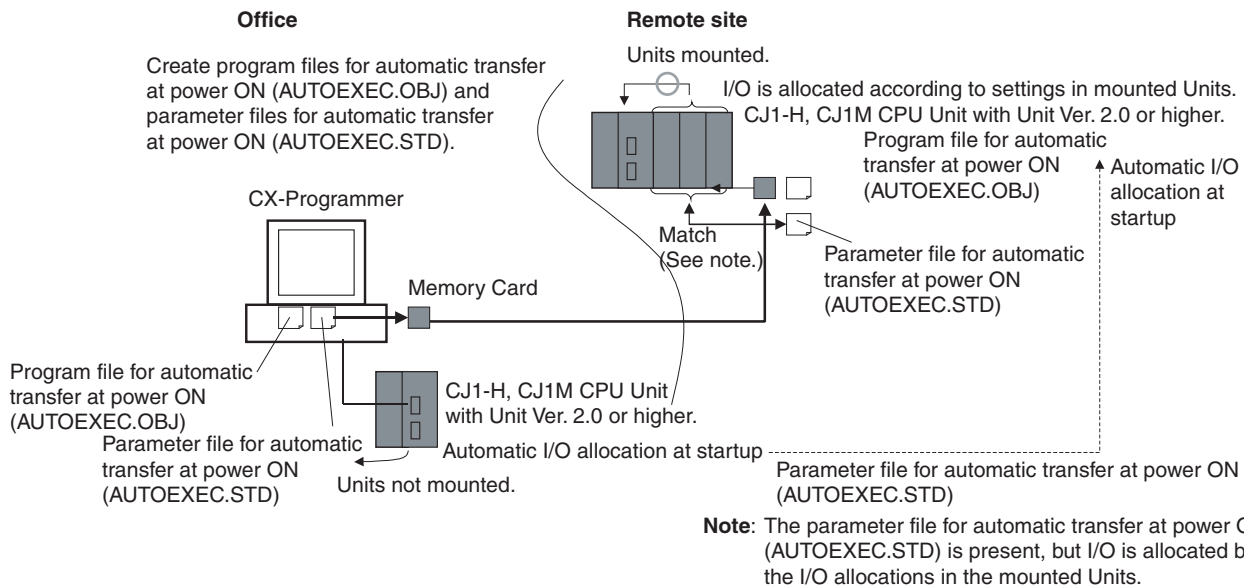 Office
Remote site
Create program files for automatic transfer
at power ON (AUTOEXEC.OBJ) and
parameter files for automatic transfer
at power ON (AUTOEXEC.STD).
Units mounted.
I/O is allocated according to settings in mounted Units.
CJ1-H, CJ1M CPU Unit with Unit Ver. 2.0 or higher.
Program file for automatic
transfer at power ON
(AUTOEXEC.OBJ)
Automatic I/O
allocation at
startup
CX-Programmer
Match
(See note.)
Parameter file for automatic
transfer at power ON
(AUTOEXEC.STD)
Memory Card
Program file for automatic
transfer at power ON
(AUTOEXEC.OBJ)
Parameter file for automatic
transfer at power ON
(AUTOEXEC.STD)
CJ1-H, CJ1M CPU Unit
with Unit Ver. 2.0 or higher.
Automatic I/O allocation at startup
Units not mounted.
Parameter file for automatic transfer at power ON
(AUTOEXEC.STD)
Note: The parameter file for automatic transfer at power
(AUTOEXEC.STD) is present, but I/O is allocated
the I/O allocations in the mounted Units.